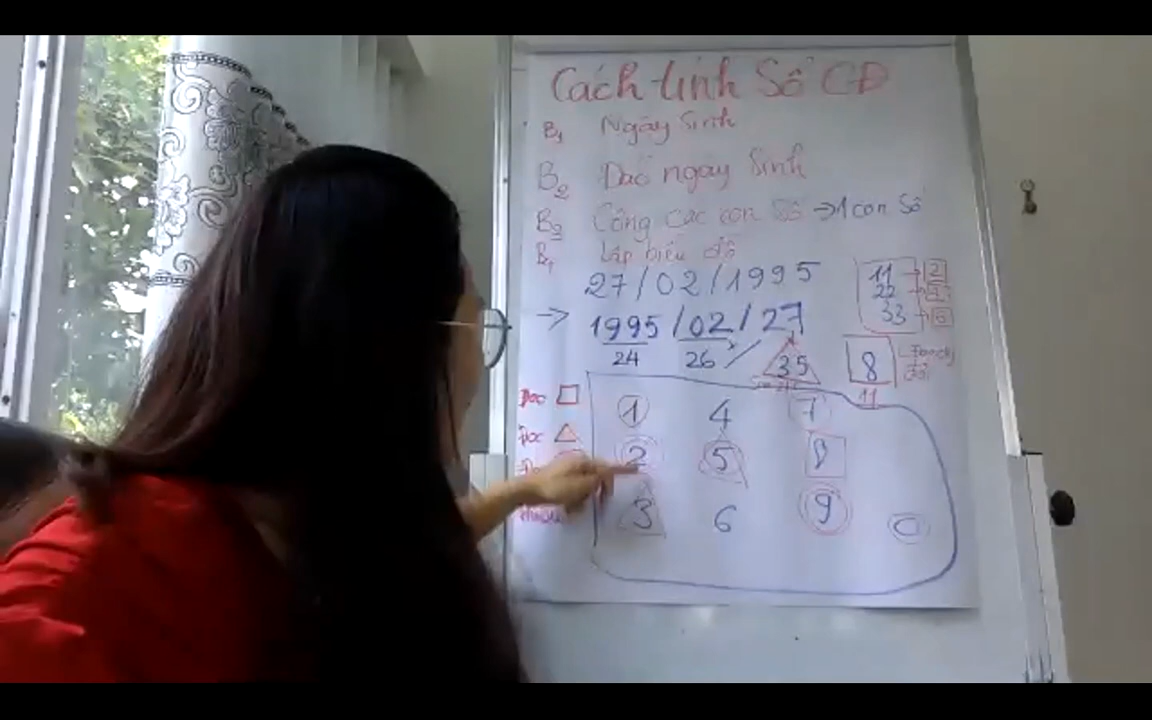 Cách tính Số CĐ
B1 Ngày Sinh
B2 Đảo ngày Sinh
B3 Cộng các con Số → 1 con Số
B4 Lập biểu đồ
27/02/1995
11 → 2
22 → 4
33 → 6
→ 1995/02/27
24 26 35 8
11
Đọc □ 1 4 7
Đọc △ 2 5 8
3 6 9 0